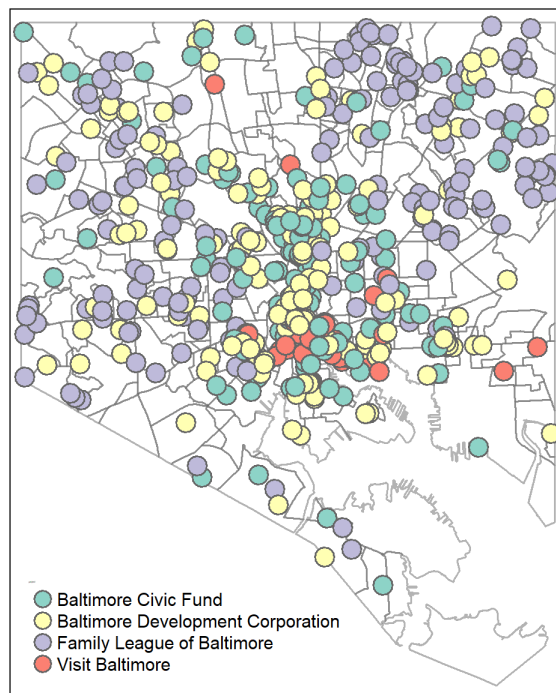 Baltimore Civic Fund
Baltimore Development Corporation
Family League of Baltimore
Visit Baltimore